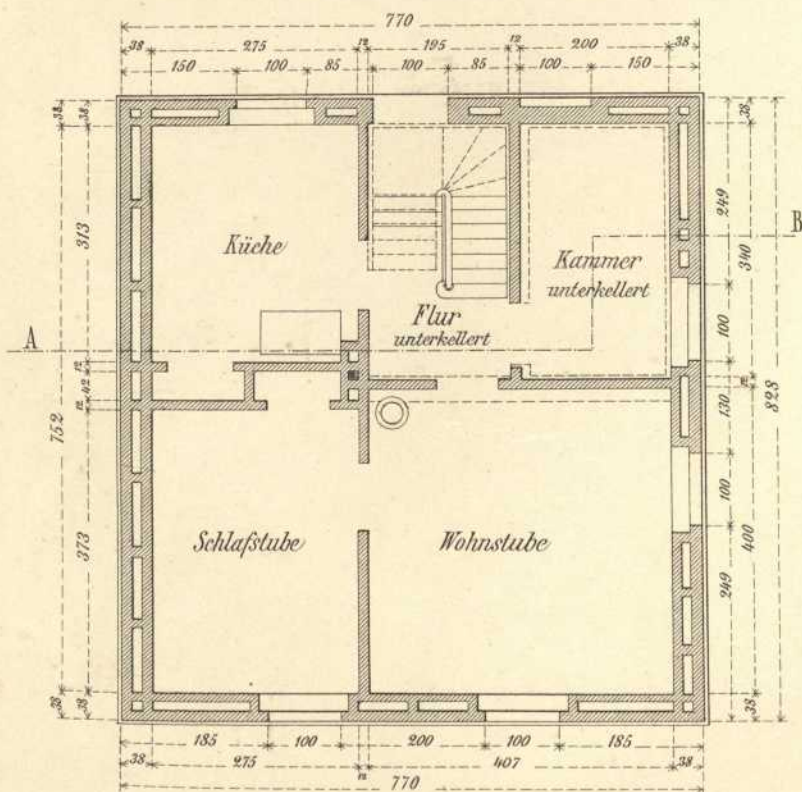 770
38 275 12 195 12 200 38
150 100 85 100 85 100 150
38 38 38
313 249
Küche
B
340
Kammer
unterkellert
Flur
unterkellert
100
A
12 42 12
12
130
752 828
100
373 400
Schlafstube Wohnstube
249
38 38 38
185 100 200 100 185
38 275 12 407 38
770